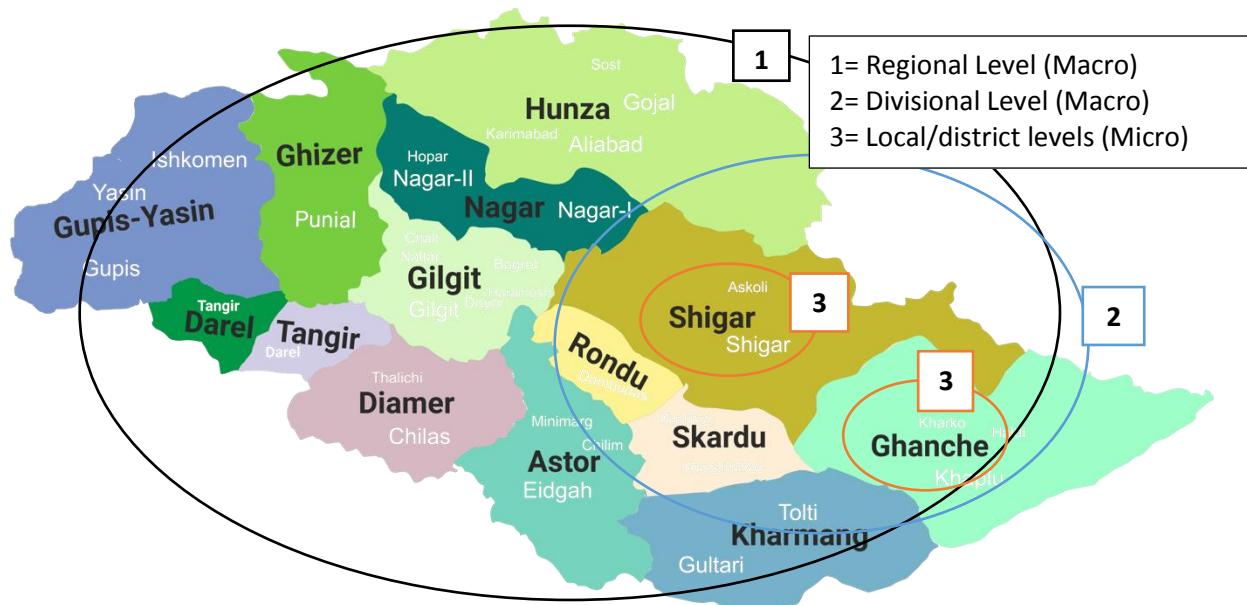 1
1= Regional Level (Macro)
2= Divisional Level (Macro)
3= Local/district levels (Micro)
Sost
Gojal
Hunza
Karimabad
Aliabad
Ishkomen
Yasin
Gupis-Yasin
Gupis
Ghizer
Punial
Hopar
Nagar-II
Nagar
Nagar-I
Gilgit
Gilgit
Tangir
Darel
Tangir
Darel
Askoli
3
Shigar
Shigar
2
Rondu
Thalichi
Diamer
Chilas
Minimarg
Chilim
Astor
Eidgah
Skardu
3
Kharko
Ghanche
Khaplu
Tolti
Kharmang
Gultari